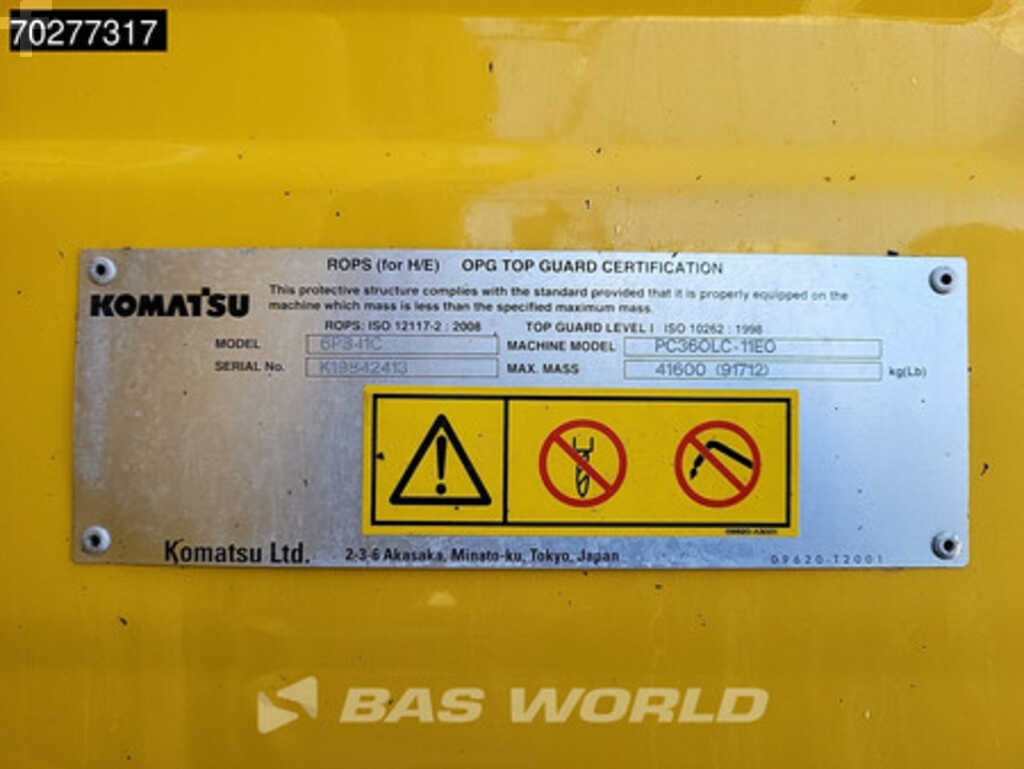 70277317
ROPS (for H/E) OPG TOP GUARD CERTIFICATION
KOMATSU
This protective structure complies with the standard provided that it is properly equipped on the
machine which mass is less than the specified maximum mass.
ROPS: ISO 12117-2 : 2008 TOP GUARD LEVEL I ISO 10262 : 1998
MODEL MACHINE MODEL PC360LC-11E0
SERIAL No. K19842413 MAX. MASS 41600 (91712) kg(Lb)
Komatsu Ltd. 2-3-6 Akasaka, Minato-ku, Tokyo, Japan 09620-T2001
BAS WORLD